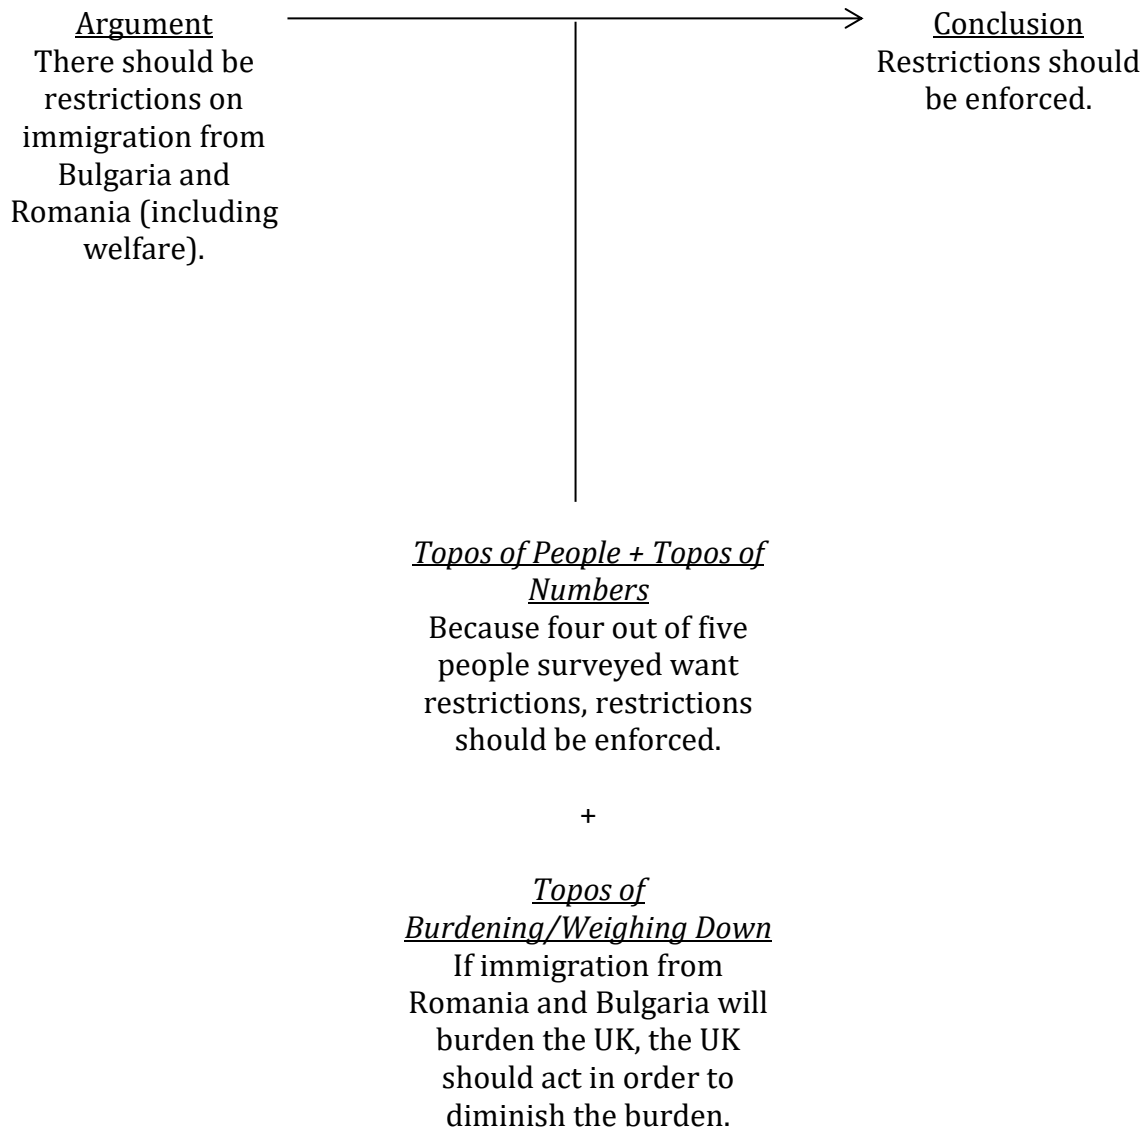 Argument
There should be
restrictions on
immigration from
Bulgaria and
Romania (including
welfare).
Conclusion
Restrictions should
be enforced.
Topos of People + Topos of
Numbers
Because four out of five
people surveyed want
restrictions, restrictions
should be enforced.
+
Topos of
Burdening/Weighing Down
If immigration from
Romania and Bulgaria will
burden the UK, the UK
should act in order to
diminish the burden.